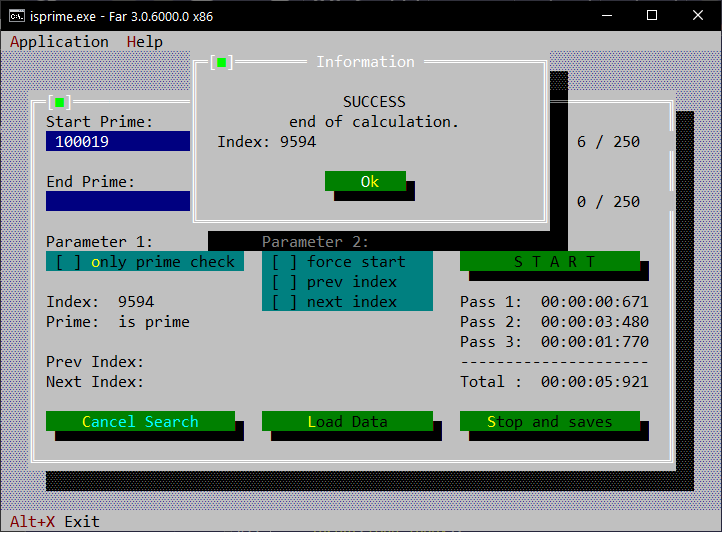 isprime.exe - Far 3.0.6000.0 x86
Application Help
[■] Information
SUCCESS
end of calculation.
Index: 9594
Ok
[■]
Start Prime:
100019
6 / 250
End Prime:
0 / 250
Parameter 1: Parameter 2:
[ ] only prime check [ ] force start S T A R T
[ ] prev index
Index: 9594 [ ] next index Pass 1: 00:00:00:671
Prime: is prime Pass 2: 00:00:03:480
Pass 3: 00:00:01:770
Prev Index: ---------------------
Next Index: Total : 00:00:05:921
Cancel Search Load Data Stop and saves
Alt+X Exit